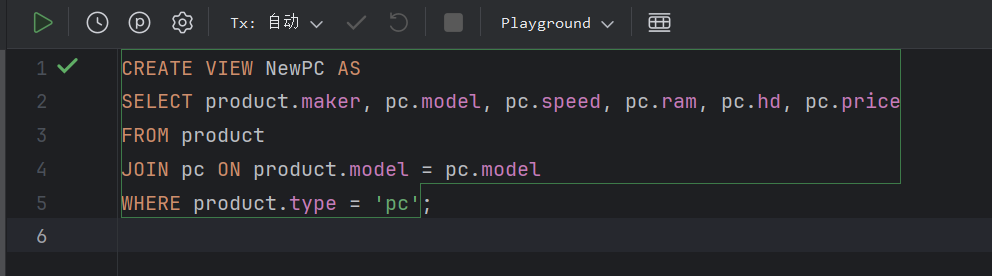 Tx: 自动 Playground
1 CREATE VIEW NewPC AS
2 SELECT product.maker, pc.model, pc.speed, pc.ram, pc.hd, pc.price
3 FROM product
4 JOIN pc ON product.model = pc.model
5 WHERE product.type = 'pc';
6